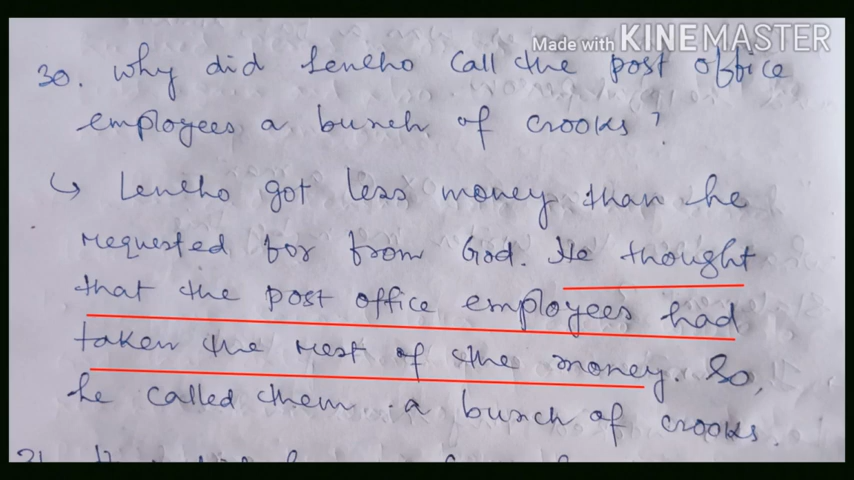 Made with KINEMASTER
30. Why did Lencho call the post office
employees a bunch of crooks?
↳ Lencho got less money than he
requested for from God. He thought
that the post office employees had
taken the rest of the money. So,
he called them a bunch of crooks.